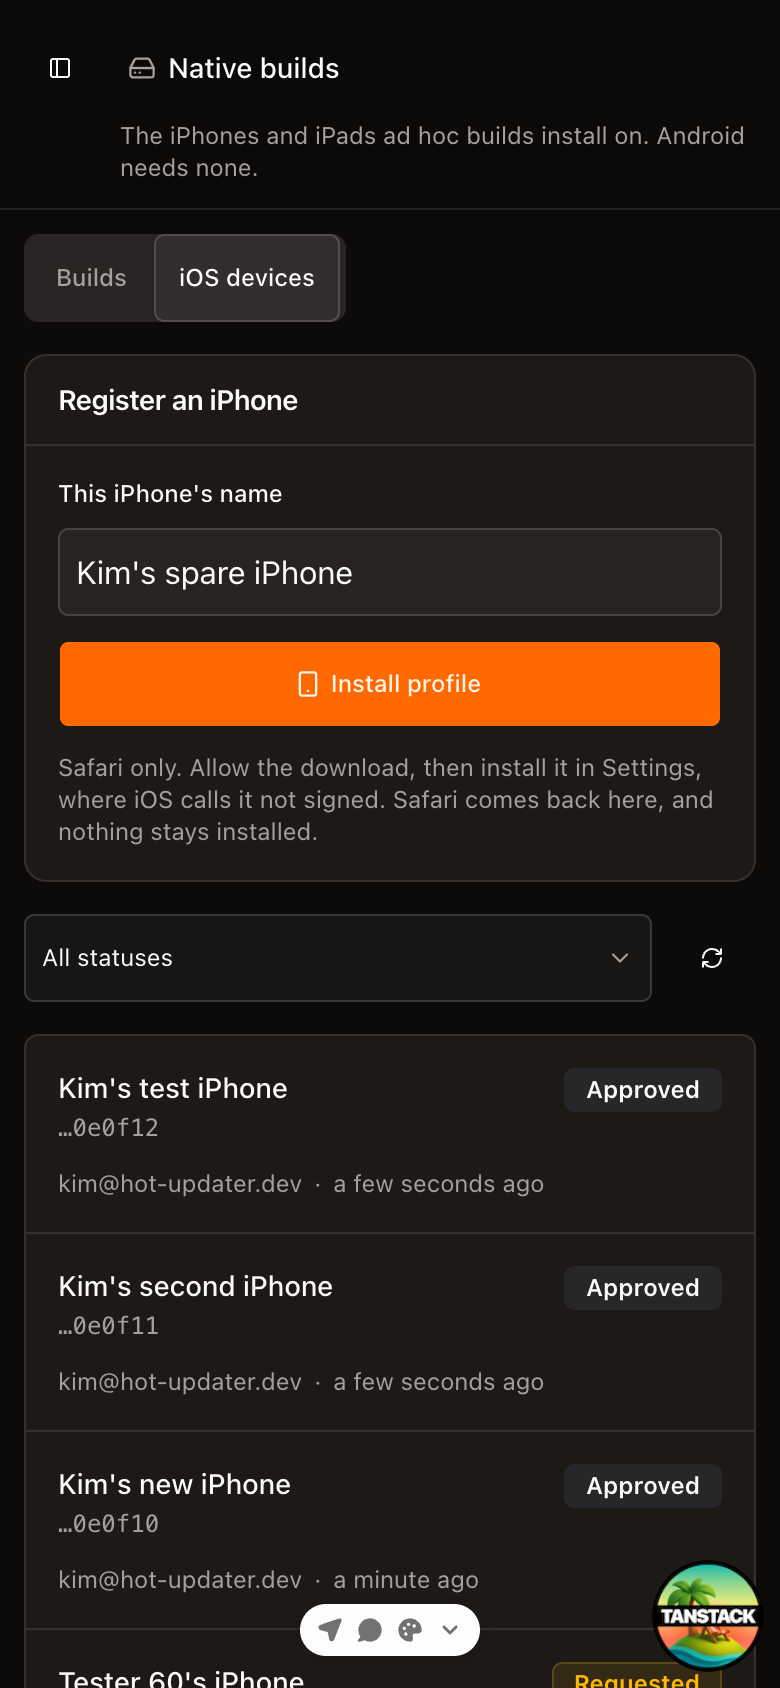 Native builds
The iPhones and iPads ad hoc builds install on. Android
needs none.
Builds
iOS devices
Register an iPhone
This iPhone's name
Kim's spare iPhone
Install profile
Safari only. Allow the download, then install it in Settings,
where iOS calls it not signed. Safari comes back here, and
nothing stays installed.
All statuses
Kim's test iPhone
Approved
…0e0f12
kim@hot-updater.dev · a few seconds ago
Kim's second iPhone
Approved
…0e0f11
kim@hot-updater.dev · a few seconds ago
Kim's new iPhone
Approved
…0e0f10
kim@hot-updater.dev · a minute ago
TANSTACK
Tester 60's iPhone
Requested